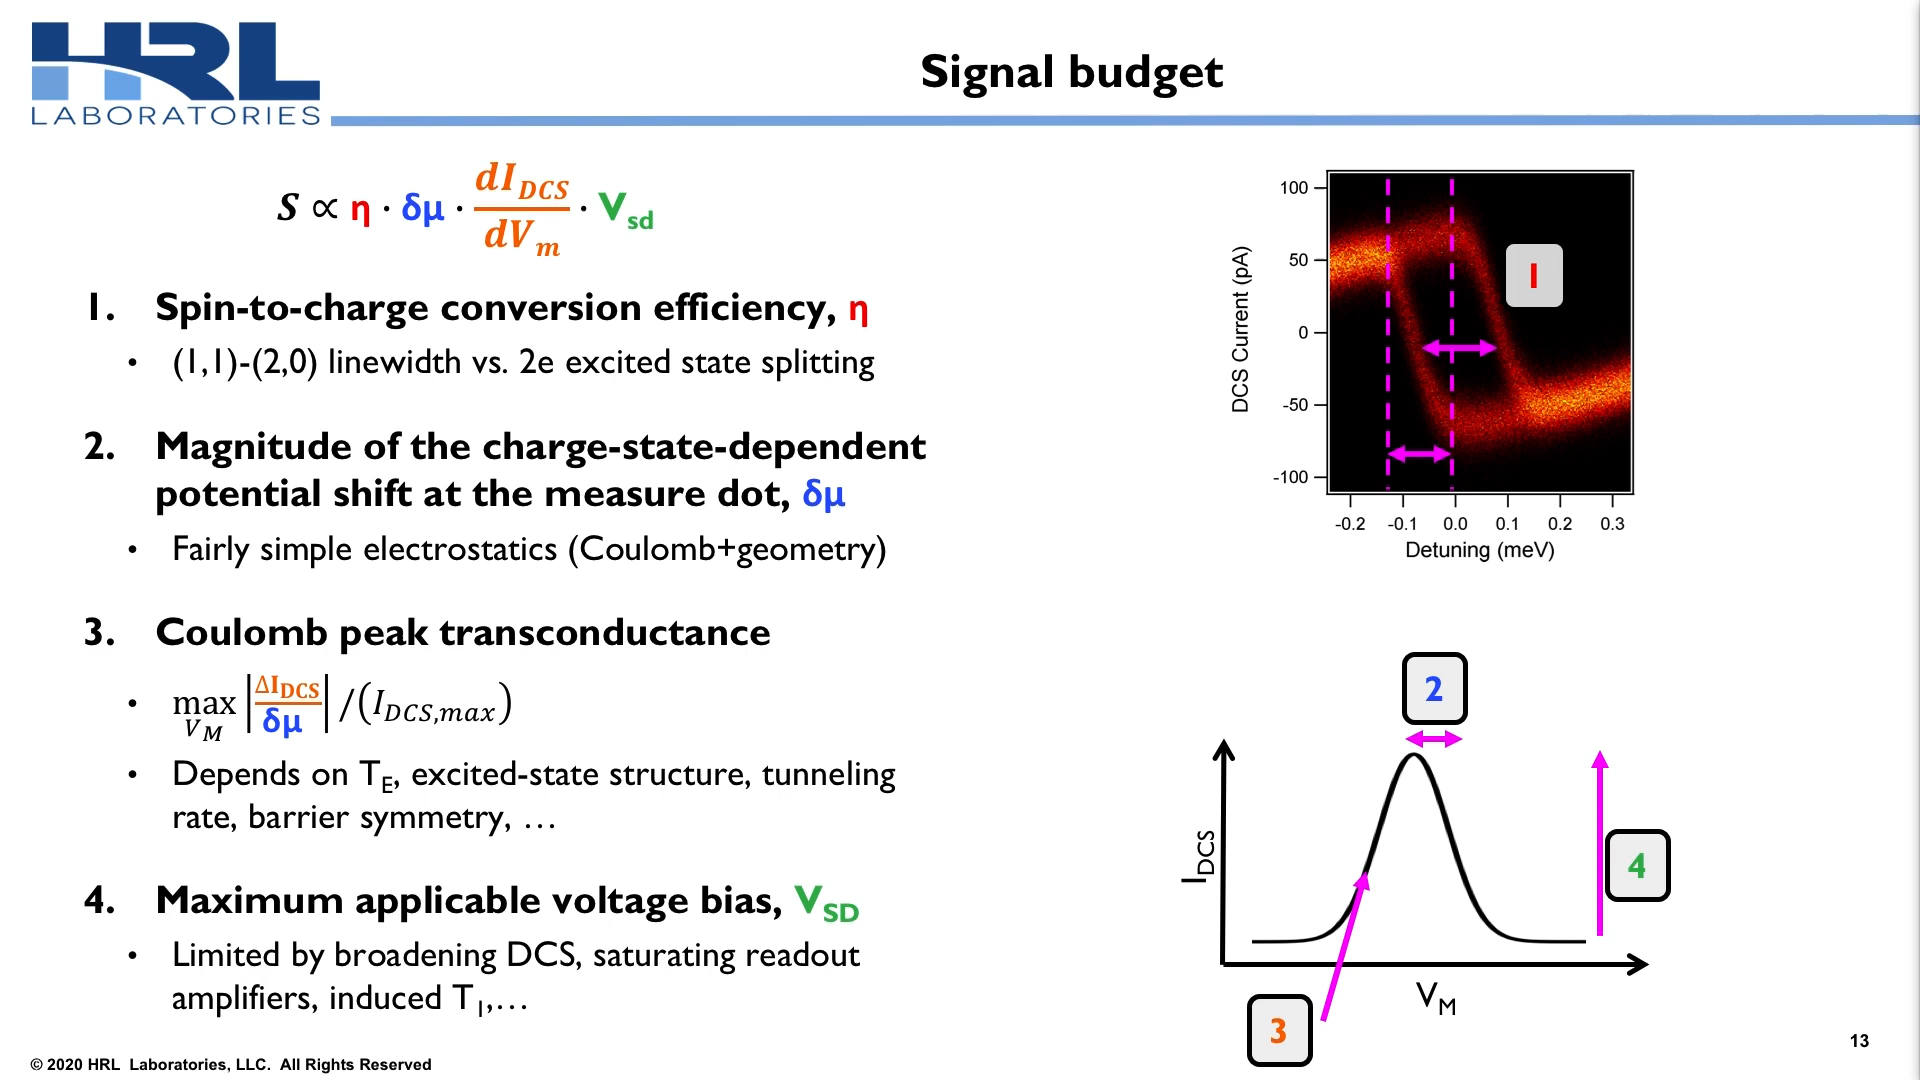 HRL
LABORATORIES
Signal budget
S ∝ η · δμ · dI_DCS/dV_m · V_sd
1. Spin-to-charge conversion efficiency, η
• (1,1)-(2,0) linewidth vs. 2e excited state splitting
2. Magnitude of the charge-state-dependent
potential shift at the measure dot, δμ
• Fairly simple electrostatics (Coulomb+geometry)
3. Coulomb peak transconductance
• max_{V_M} |ΔI_DCS/δμ| /(I_{DCS,max})
• Depends on T_E, excited-state structure, tunneling
rate, barrier symmetry, …
4. Maximum applicable voltage bias, V_SD
• Limited by broadening DCS, saturating readout
amplifiers, induced T_1,…
© 2020 HRL Laboratories, LLC. All Rights Reserved
DCS Current (pA)
100
50
0
-50
-100
1
-0.2 -0.1 0.0 0.1 0.2 0.3
Detuning (meV)
2
I_DCS
4
V_M
3
13